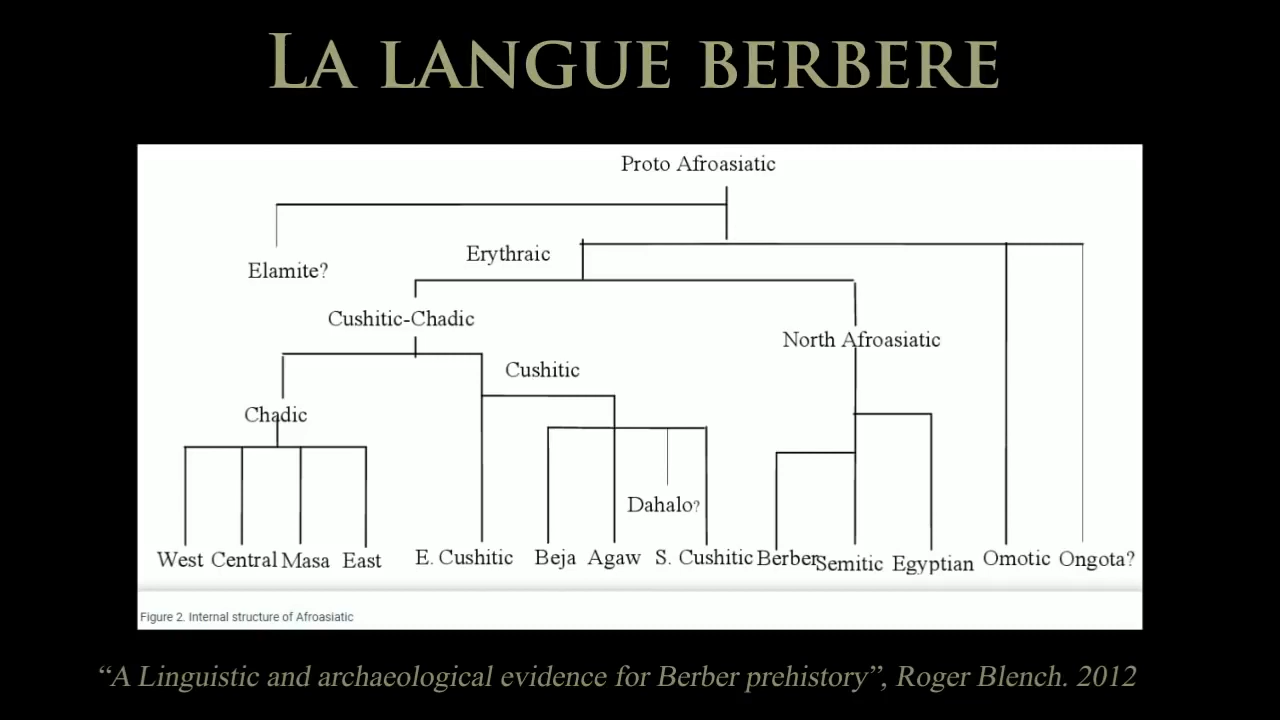 LA LANGUE BERBERE
Proto Afroasiatic
Erythraic
Elamite?
Cushitic-Chadic
North Afroasiatic
Cushitic
Chadic
Dahalo?
West Central Masa East E. Cushitic Beja Agaw S. Cushitic Berber Semitic Egyptian Omotic Ongota?
Figure 2. Internal structure of Afroasiatic
“A Linguistic and archaeological evidence for Berber prehistory”, Roger Blench. 2012